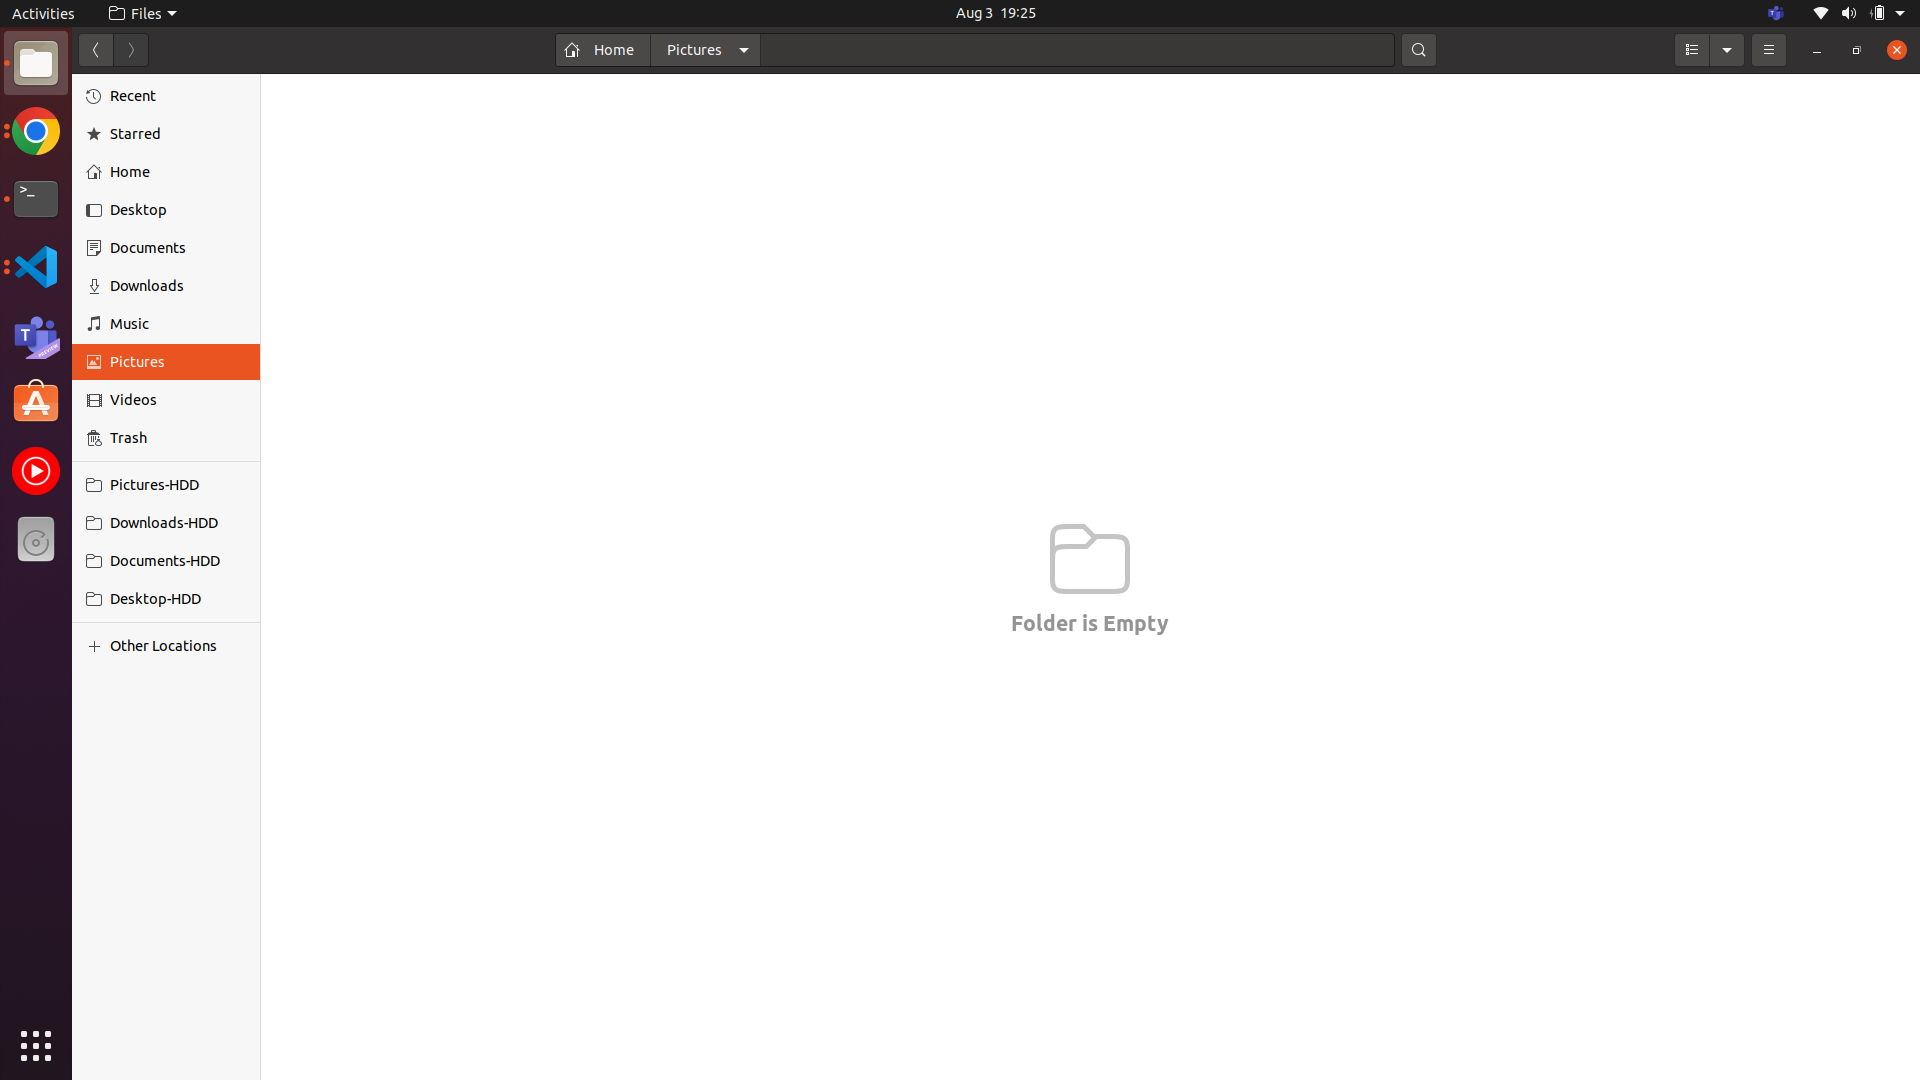 Activities
Files
Aug 3 19:25
Home
Pictures
Recent
Starred
Home
Desktop
Documents
Downloads
Music
Pictures
Videos
Trash
Pictures-HDD
Downloads-HDD
Documents-HDD
Desktop-HDD
Other Locations
Folder is Empty
>_
T
PREVIEW